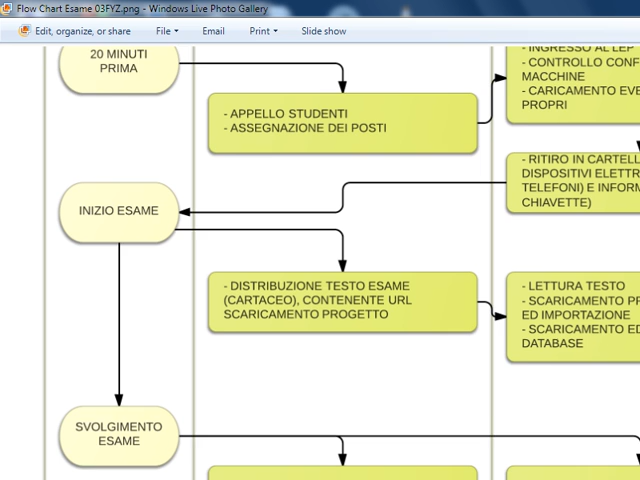 Flow Chart Esame 03FYZ.png - Windows Live Photo Gallery
Edit, organize, or share
File
Email
Print
Slide show
20 MINUTI
PRIMA
- APPELLO STUDENTI
- ASSEGNAZIONE DEI POSTI
- INGRESSO AL LEP
- CONTROLLO CONF
MACCHINE
- CARICAMENTO EVE
PROPRI
- RITIRO IN CARTELL
DISPOSITIVI ELETTR
TELEFONI) E INFORM
CHIAVETTE)
INIZIO ESAME
- DISTRIBUZIONE TESTO ESAME
(CARTACEO), CONTENENTE URL
SCARICAMENTO PROGETTO
- LETTURA TESTO
- SCARICAMENTO PR
ED IMPORTAZIONE
- SCARICAMENTO ED
DATABASE
SVOLGIMENTO
ESAME